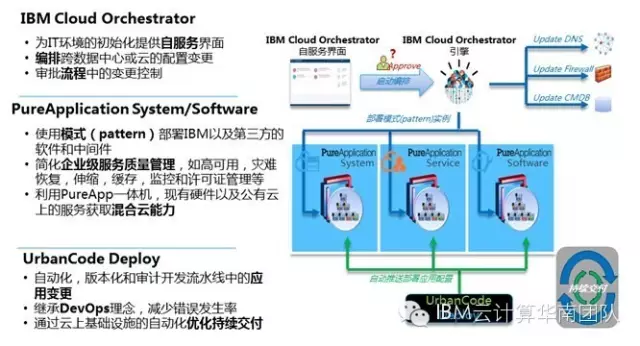 IBM Cloud Orchestrator
• 为IT环境的初始化提供自服务界面
• 编排跨数据中心或云的配置变更
• 审批流程中的变更控制
PureApplication System/Software
• 使用模式（pattern）部署IBM以及第三方的
软件和中间件
• 简化企业级服务质量管理，如高可用，灾难
恢复，伸缩，缓存，监控和许可证管理等
• 利用PureApp一体机，现有硬件以及公有云
上的服务获取混合云能力
UrbanCode Deploy
• 自动化，版本化和审计开发流水线中的应
用变更
• 继承DevOps理念，减少错误发生率
• 通过云上基础设施的自动化优化持续交付
IBM Cloud Orchestrator
自服务界面
Approve
启动编排
IBM Cloud Orchestrator
引擎
Update DNS
Update Firewall
Update CMDB
部署模式(pattern)实例
PureApplication
System
PureApplication
Service
PureApplication
Software
自动推送部署应用配置
UrbanCode
IBM云计算华南团队
持续交付